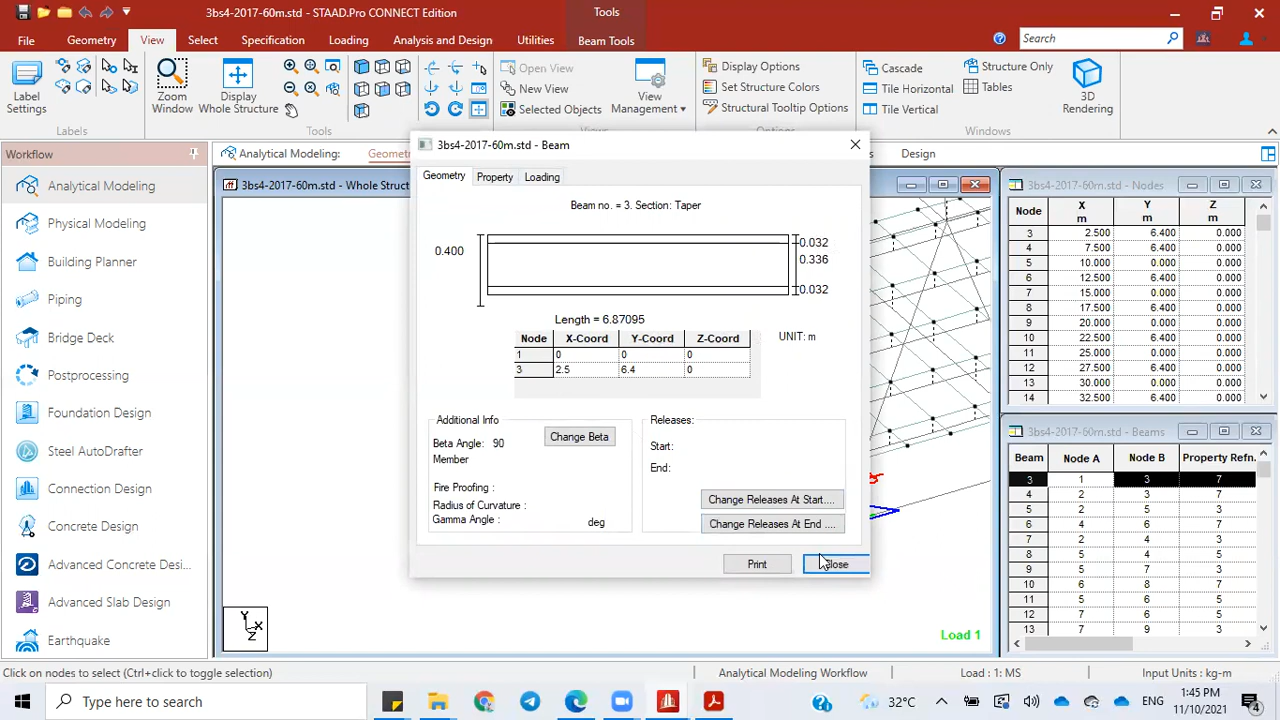 3bs4-2017-60m.std - STAAD.Pro CONNECT Edition
Tools
File
Geometry
View
Select
Specification
Loading
Analysis and Design
Utilities
Beam Tools
Search
Label Settings
Zoom Window
Display Whole Structure
Open View
New View
Selected Objects
View Management
Display Options
Set Structure Colors
Structural Tooltip Options
Cascade
Tile Horizontal
Tile Vertical
Structure Only
Tables
3D Rendering
Labels
Tools
Windows
Workflow
Analytical Modeling:
Design
Analytical Modeling
Physical Modeling
Building Planner
Piping
Bridge Deck
Postprocessing
Foundation Design
Steel AutoDrafter
Connection Design
Concrete Design
Advanced Concrete Desi...
Advanced Slab Design
Earthquake
3bs4-2017-60m.std - Whole Struct
3bs4-2017-60m.std - Beam
Geometry
Property
Loading
Beam no. = 3. Section: Taper
0.400
0.032
0.336
0.032
Length = 6.87095
UNIT: m
Node X-Coord Y-Coord Z-Coord
1 0 0 0
3 2.5 6.4 0
Additional Info
Beta Angle: 90
Change Beta
Member
Fire Proofing :
Radius of Curvature :
Gamma Angle :
deg
Releases:
Start:
End:
Change Releases At Start....
Change Releases At End ....
Print
Close
Y
X
Z
Load 1
3bs4-2017-60m.std - Nodes
Node X m Y m Z m
3 2.500 6.400 0.000
4 7.500 6.400 0.000
5 10.000 0.000 0.000
6 12.500 6.400 0.000
7 15.000 0.000 0.000
8 17.500 6.400 0.000
9 20.000 0.000 0.000
10 22.500 6.400 0.000
11 25.000 0.000 0.000
12 27.500 6.400 0.000
13 30.000 0.000 0.000
14 32.500 6.400 0.000
3bs4-2017-60m.std - Beams
Beam Node A Node B Property Refn.
3 1 3 7
4 2 3 7
5 2 5 3
6 4 6 3
7 2 4 3
8 5 4 5
9 5 7 3
10 6 8 7
11 7 6 5
12 7 6 5
13 7 9 3
Click on nodes to select (Ctrl+click to toggle selection)
Analytical Modeling Workflow
Load : 1: MS
Input Units : kg-m
Type here to search
32°C
ENG
1:45 PM
11/10/2021
4